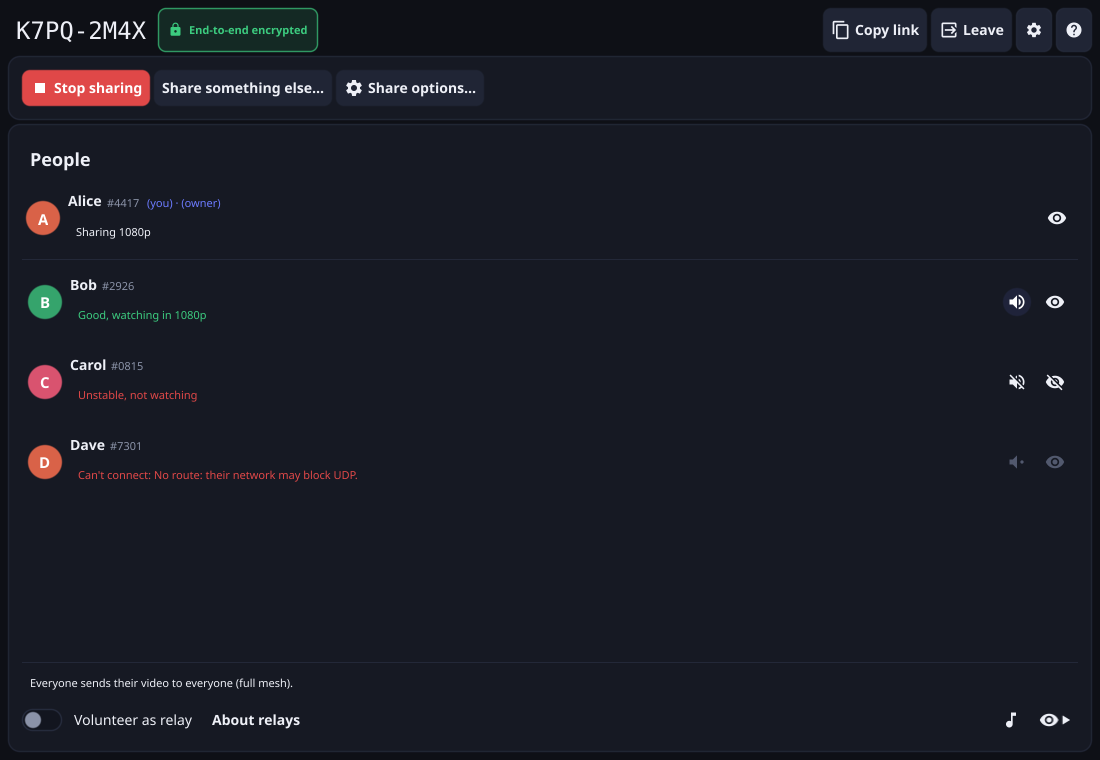 K7PQ-2M4X End-to-end encrypted Copy link Leave
Stop sharing Share something else... Share options...
People
Alice #4417 (you) · (owner)
A
Sharing 1080p
Bob #2926
B
Good, watching in 1080p
Carol #0815
C
Unstable, not watching
Dave #7301
D
Can't connect: No route: their network may block UDP.
Everyone sends their video to everyone (full mesh).
Volunteer as relay About relays